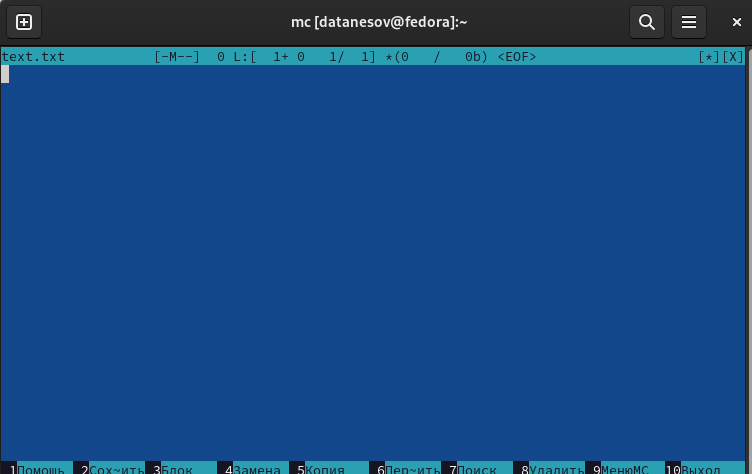 mc [datanesov@fedora]:~
text.txt [-M--] 0 L:[ 1+ 0 1/ 1] *(0 / 0b) <EOF> [*][X]
1Помощь 2Сох~ить 3Блок 4Замена 5Копия 6Пер~ить 7Поиск 8Удалить 9МенюMC 10Выход